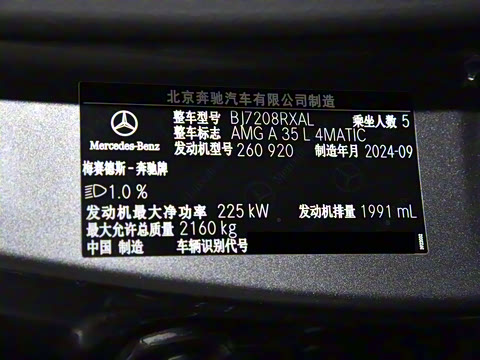 北京奔驰汽车有限公司制造
整车型号 BJ7208RXAL 乘坐人数 5
整车标志 AMG A 35 L 4MATIC
发动机型号 260 920 制造年月 2024-09
Mercedes-Benz
梅赛德斯－奔驰牌
1.0 %
发动机最大净功率 225 kW 发动机排量 1991 mL
最大允许总质量 2160 kg
中国 制造 车辆识别代号